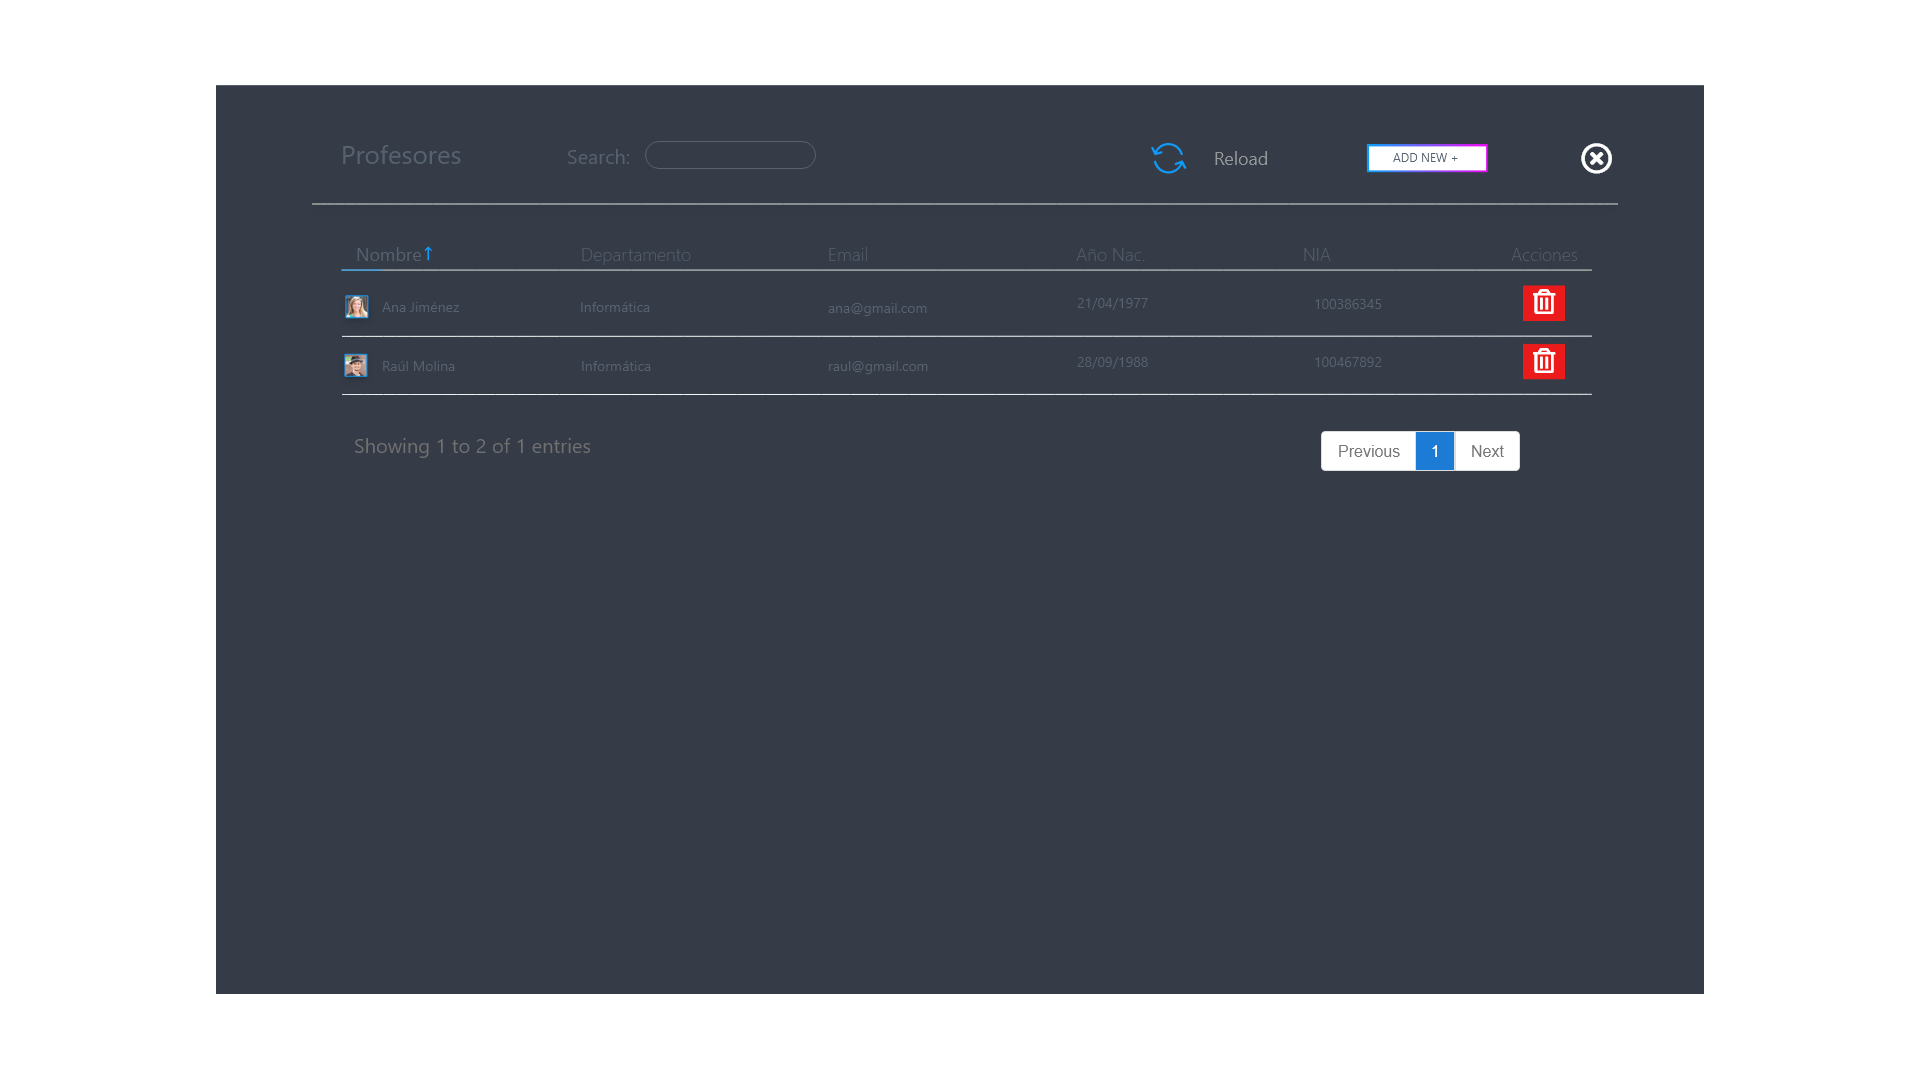 Profesores Search: Reload ADD NEW +
Nombre Departamento Email Año Nac. NIA Acciones
Ana Jiménez Informática ana@gmail.com 21/04/1977 100386345
Raúl Molina Informática raul@gmail.com 28/09/1988 100467892
Showing 1 to 2 of 1 entries Previous 1 Next